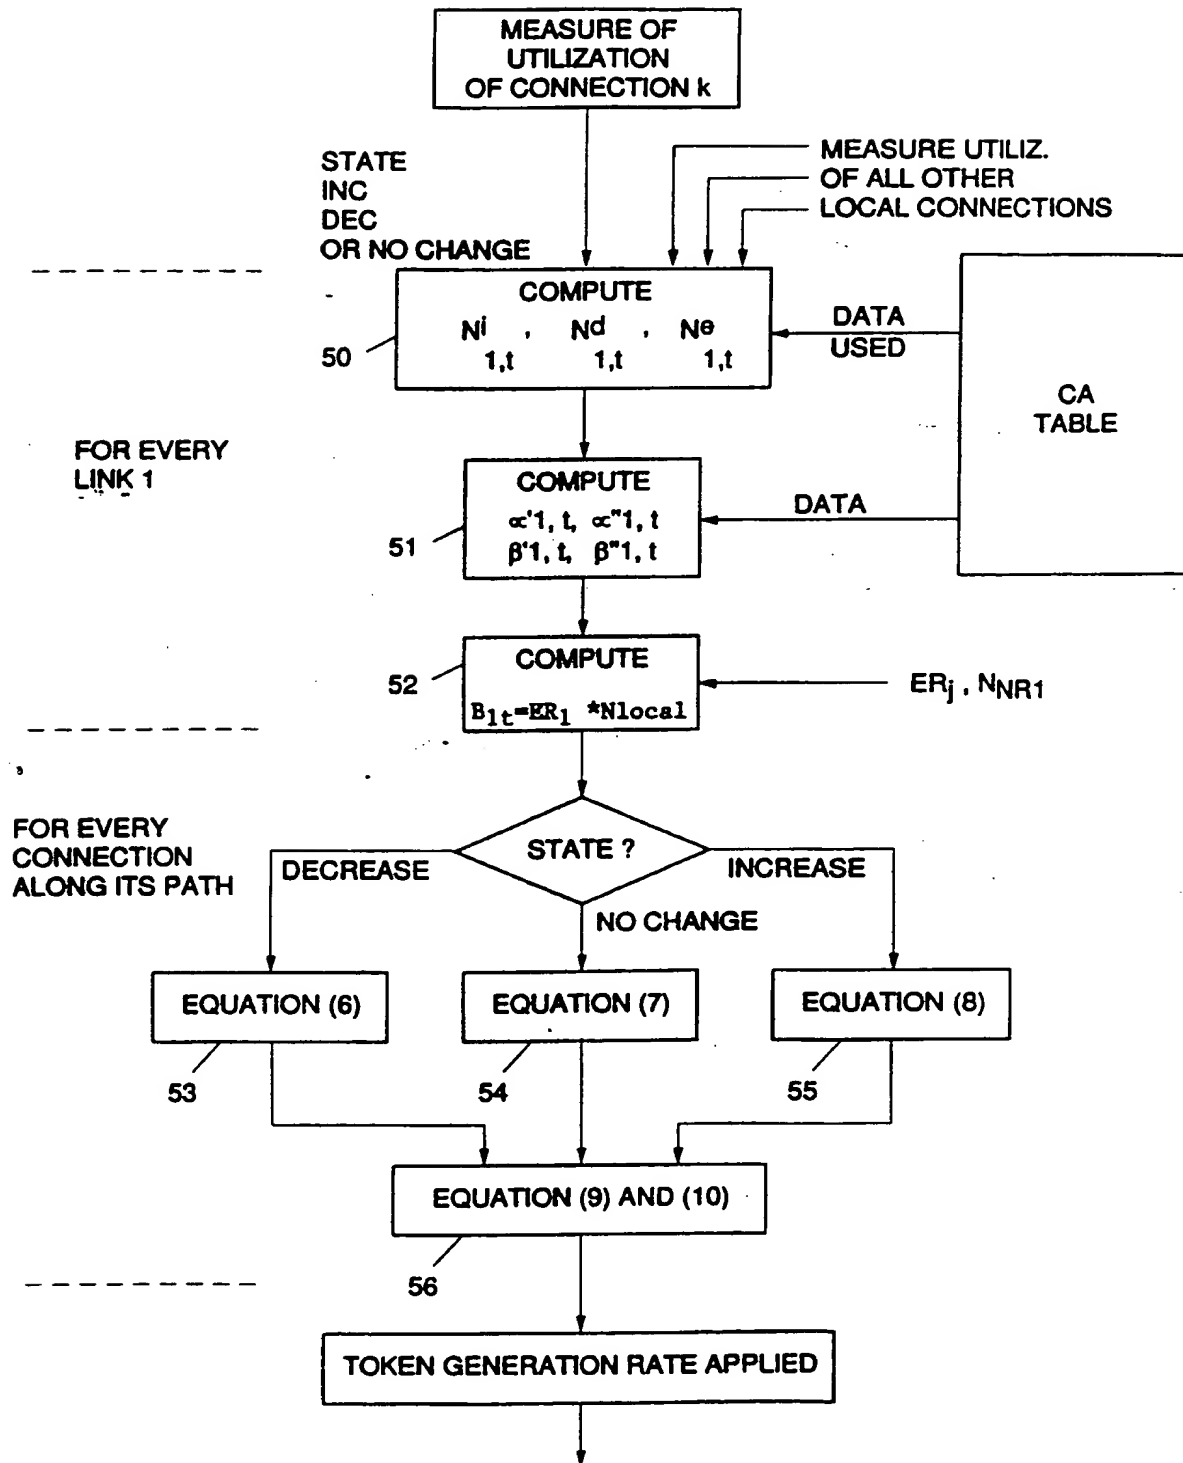 MEASURE OF
UTILIZATION
OF CONNECTION k
STATE
INC
DEC
OR NO CHANGE
MEASURE UTILIZ.
OF ALL OTHER
LOCAL CONNECTIONS
COMPUTE
Nⁱ , Nᵈ , Nᵉ
1,t 1,t 1,t
50
DATA
USED
CA
TABLE
FOR EVERY
LINK 1
COMPUTE
∝'1, t, ∝"1, t
β'1, t, β"1, t
51
DATA
COMPUTE
B1t=ER1 *Nlocal
52
ERj , NNR1
FOR EVERY
CONNECTION
ALONG ITS PATH
STATE ?
DECREASE
INCREASE
NO CHANGE
EQUATION (6)
EQUATION (7)
EQUATION (8)
53
54
55
EQUATION (9) AND (10)
56
TOKEN GENERATION RATE APPLIED